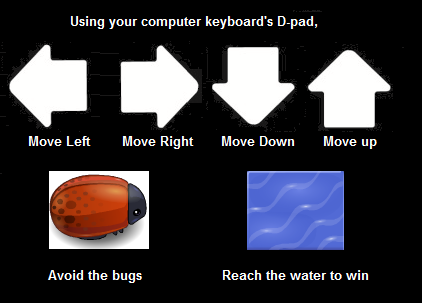 Using your computer keyboard's D-pad,
Move Left Move Right Move Down Move up
Avoid the bugs Reach the water to win